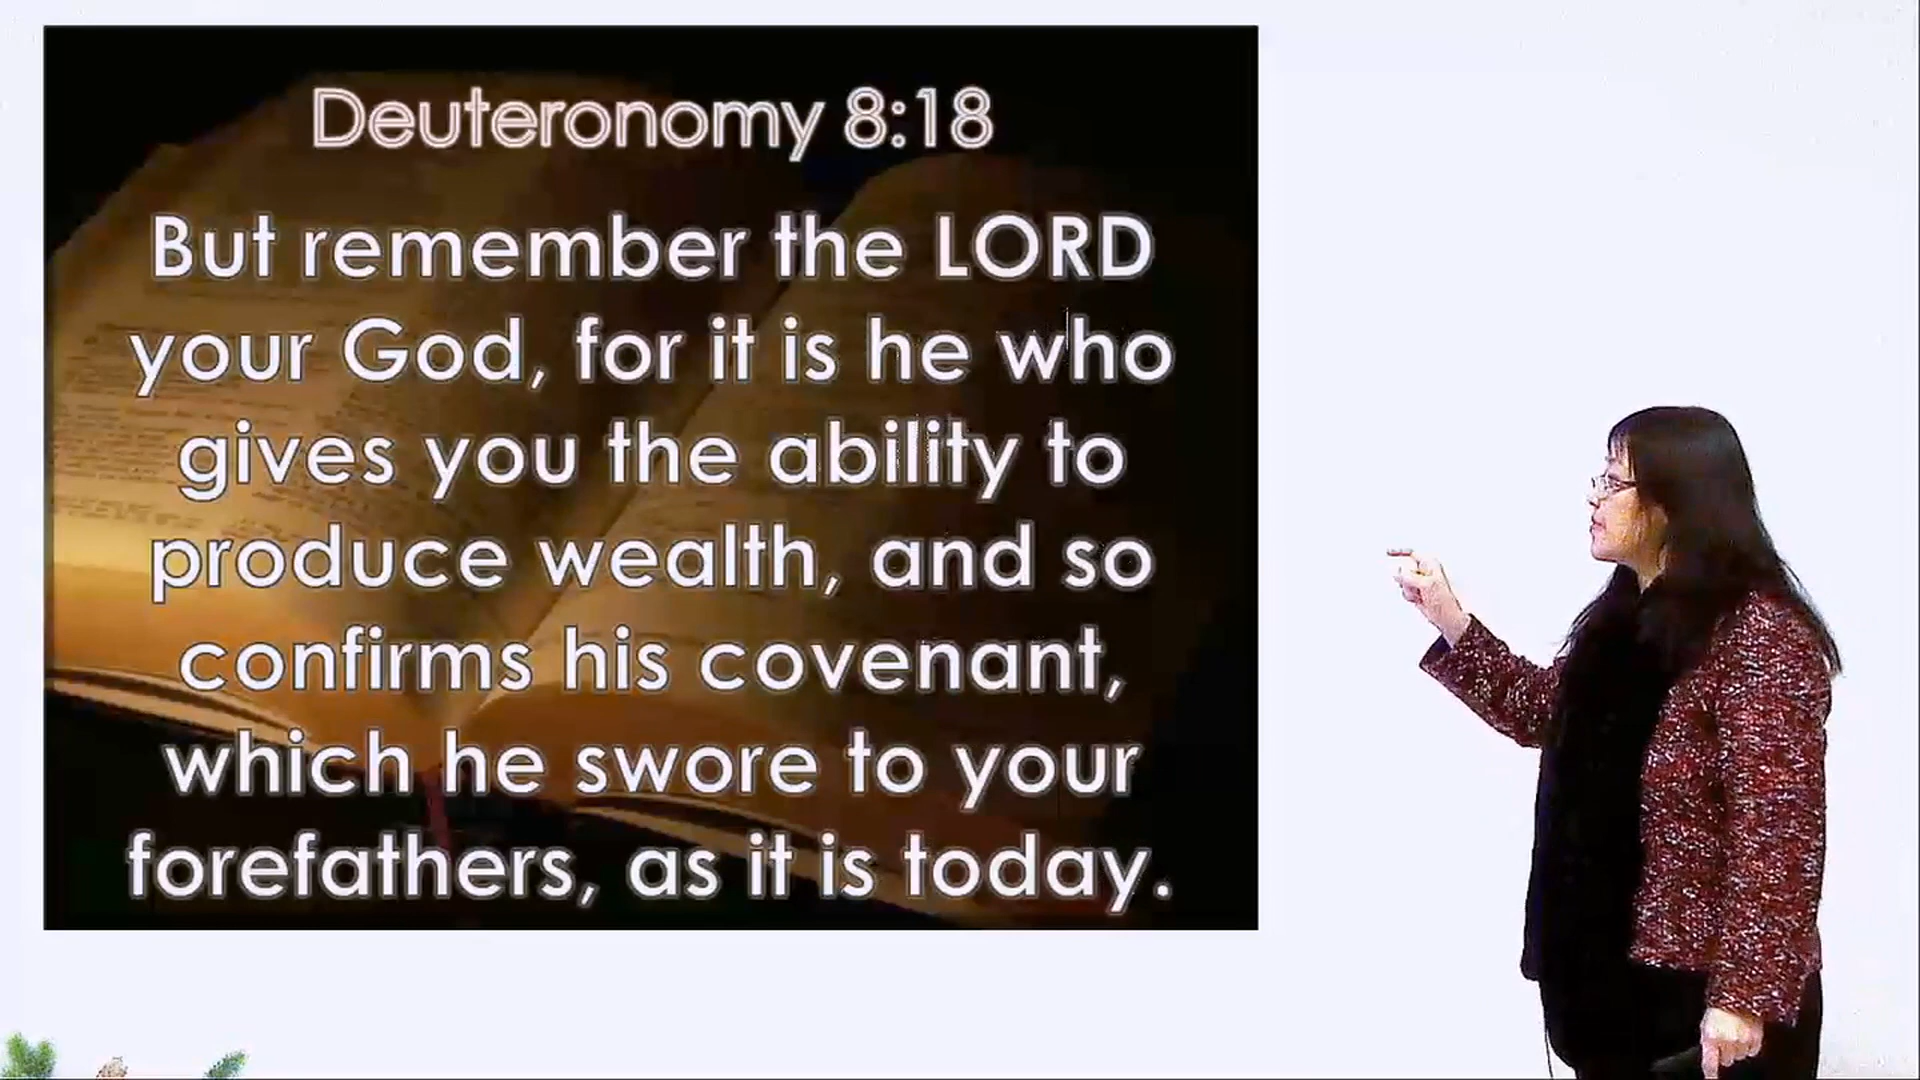 Deuteronomy 8:18
But remember the LORD
your God, for it is he who
gives you the ability to
produce wealth, and so
confirms his covenant,
which he swore to your
forefathers, as it is today.